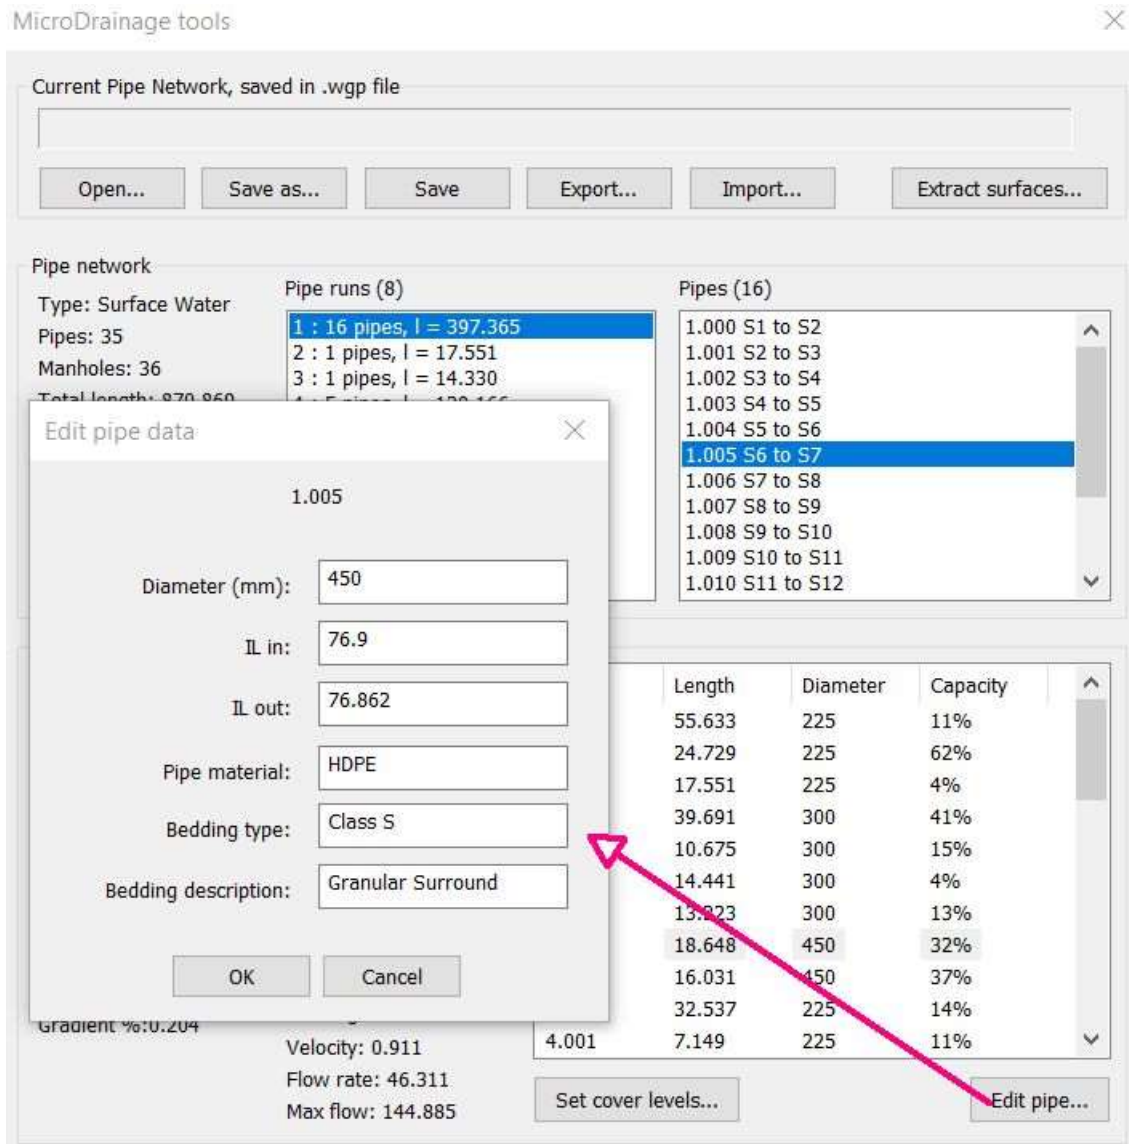 MicroDrainage tools
Current Pipe Network, saved in .wgp file
Open...
Save as...
Save
Export...
Import...
Extract surfaces...
Pipe network
Type: Surface Water
Pipes: 35
Manholes: 36
Total length: 879.869
Pipe runs (8)
1 : 16 pipes, l = 397.365
2 : 1 pipes, l = 17.551
3 : 1 pipes, l = 14.330
Pipes (16)
1.000 S1 to S2
1.001 S2 to S3
1.002 S3 to S4
1.003 S4 to S5
1.004 S5 to S6
1.005 S6 to S7
1.006 S7 to S8
1.007 S8 to S9
1.008 S9 to S10
1.009 S10 to S11
1.010 S11 to S12
Edit pipe data
1.005
Diameter (mm): 450
IL in: 76.9
IL out: 76.862
Pipe material: HDPE
Bedding type: Class S
Bedding description: Granular Surround
OK
Cancel
Length Diameter Capacity
55.633 225 11%
24.729 225 62%
17.551 225 4%
39.691 300 41%
10.675 300 15%
14.441 300 4%
13.223 300 13%
18.648 450 32%
16.031 450 37%
32.537 225 14%
4.001 7.149 225 11%
Gradient %:0.204
Velocity: 0.911
Flow rate: 46.311
Max flow: 144.885
Set cover levels...
Edit pipe...